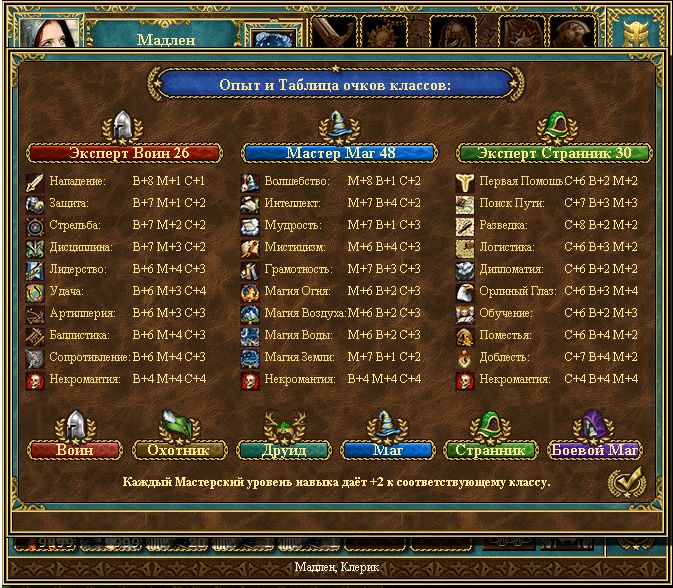 Мадлен
Опыт и Таблица очков классов:
Эксперт Воин 26
Мастер Маг 48
Эксперт Странник 30
Нападение: В+8 М+1 С+1
Волшебство: М+8 В+1 С+2
Первая Помощь С+6 В+2 М+2
Защита: В+7 М+1 С+2
Интеллект: М+7 В+4 С+2
Поиск Пути: С+7 В+3 М+3
Стрельба: В+7 М+2 С+2
Мудрость: М+7 В+1 С+3
Разведка: С+8 В+2 М+2
Дисциплина: В+7 М+3 С+2
Мистицизм: М+6 В+4 С+3
Логистика: С+6 В+3 М+2
Лидерство: В+6 М+4 С+3
Грамотность: М+7 В+3 С+3
Дипломатия: С+6 В+2 М+2
Удача: В+6 М+3 С+4
Магия Огня: М+6 В+2 С+3
Орлиный Глаз: С+6 В+3 М+4
Артиллерия: В+6 М+3 С+3
Магия Воздуха: М+6 В+2 С+3
Обучение: С+6 В+2 М+3
Баллистика: В+6 М+4 С+3
Магия Воды: М+6 В+2 С+3
Поместья: С+6 В+4 М+2
Сопротивление: В+6 М+4 С+3
Магия Земли: М+7 В+1 С+2
Доблесть: С+7 В+4 М+2
Некромантия: В+4 М+4 С+4
Некромантия: В+4 М+4 С+4
Некромантия: С+4 В+4 М+4
Воин
Охотник
Друид
Маг
Странник
Боевой Маг
Каждый Мастерский уровень навыка даёт +2 к соответствующему классу.
Мадлен, Клерик